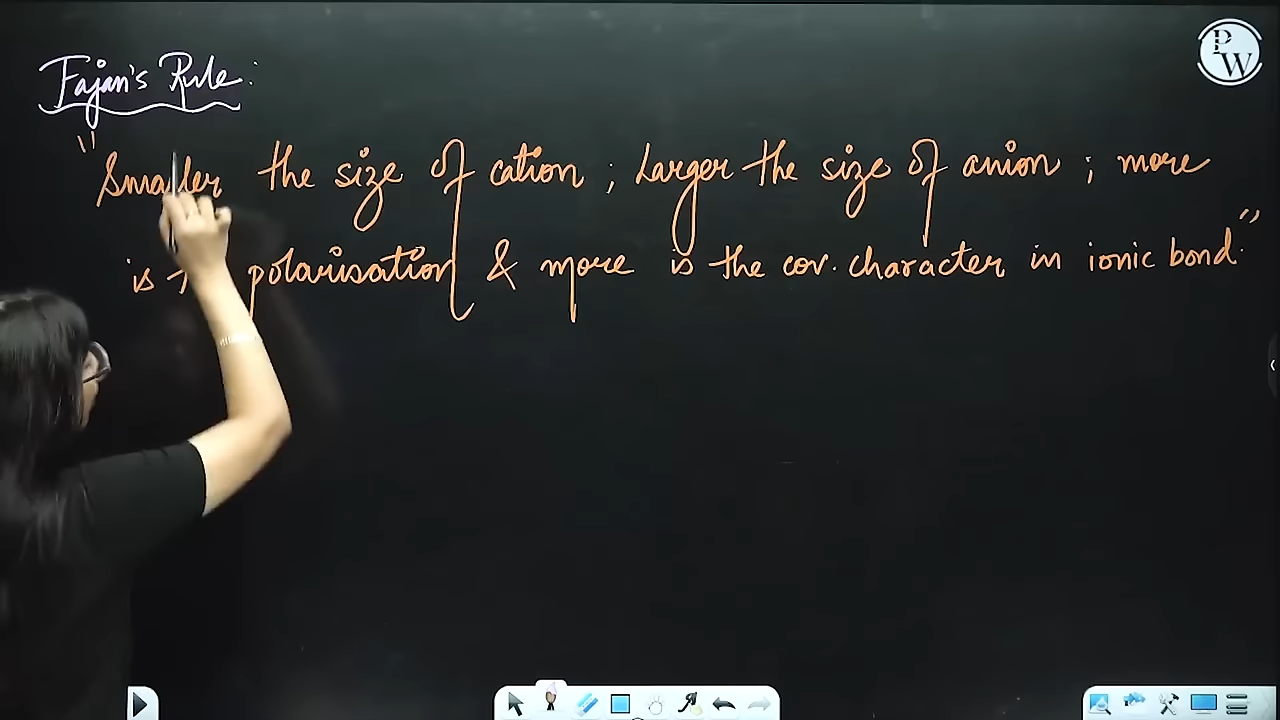 Fajan's Rule:
P
W
"Smaller the size of cation ; Larger the size of anion ; more
is polarisation & more is the cov. character in ionic bond."